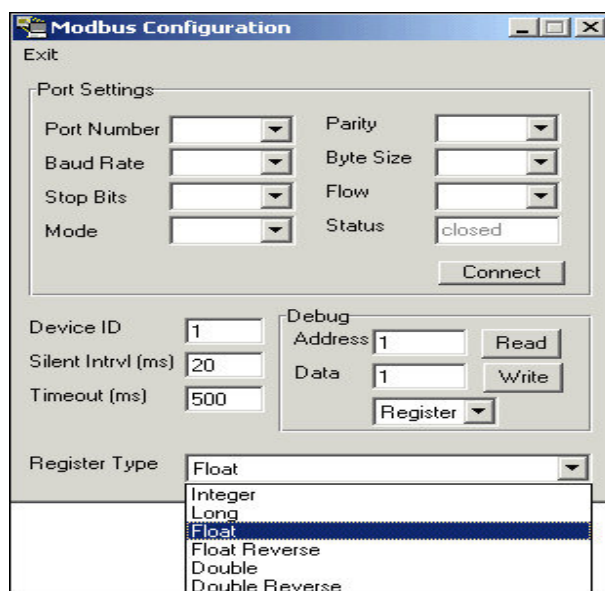 Modbus Configuration
Exit
Port Settings
Port Number
Parity
Baud Rate
Byte Size
Stop Bits
Flow
Mode
Status
closed
Connect
Device ID
1
Silent Intrvl (ms)
20
Timeout (ms)
500
Debug
Address
1
Read
Data
1
Write
Register
Register Type
Float
Integer
Long
Float
Float Reverse
Double
Double Reverse